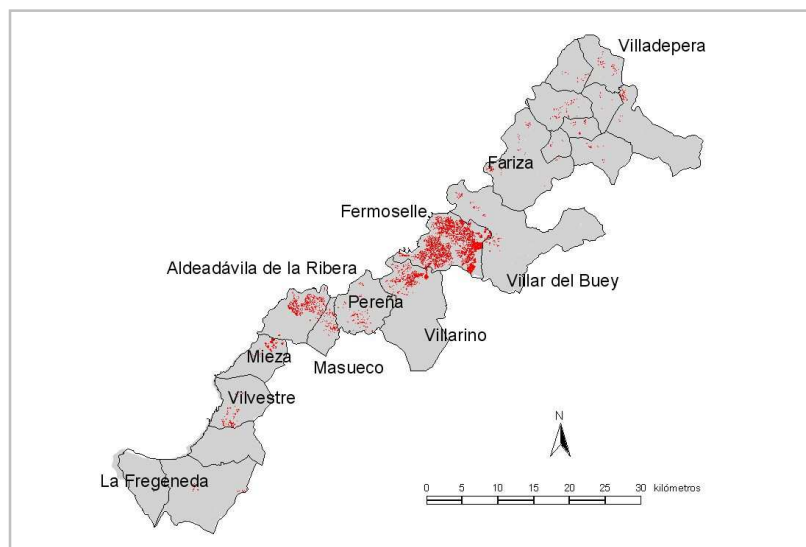 Villadepera
Fariza
Fermoselle
Aldeadávila de la Ribera
Villar del Buey
Pereña
Villarino
Mieza
Masueco
Vilvestre
La Fregeneda
N
0 5 10 15 20 25 30 kilómetros